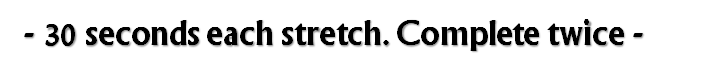 - 30 seconds each stretch. Complete twice -